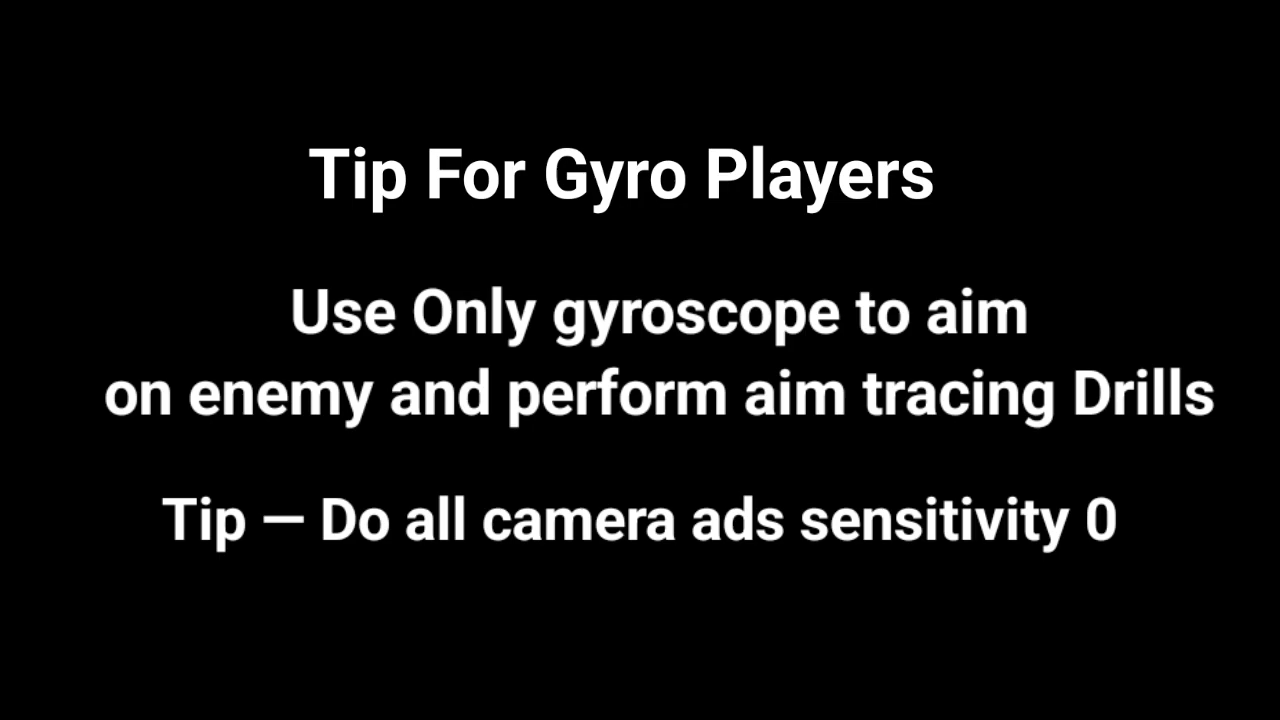 Tip For Gyro Players
Use Only gyroscope to aim
on enemy and perform aim tracing Drills
Tip — Do all camera ads sensitivity 0